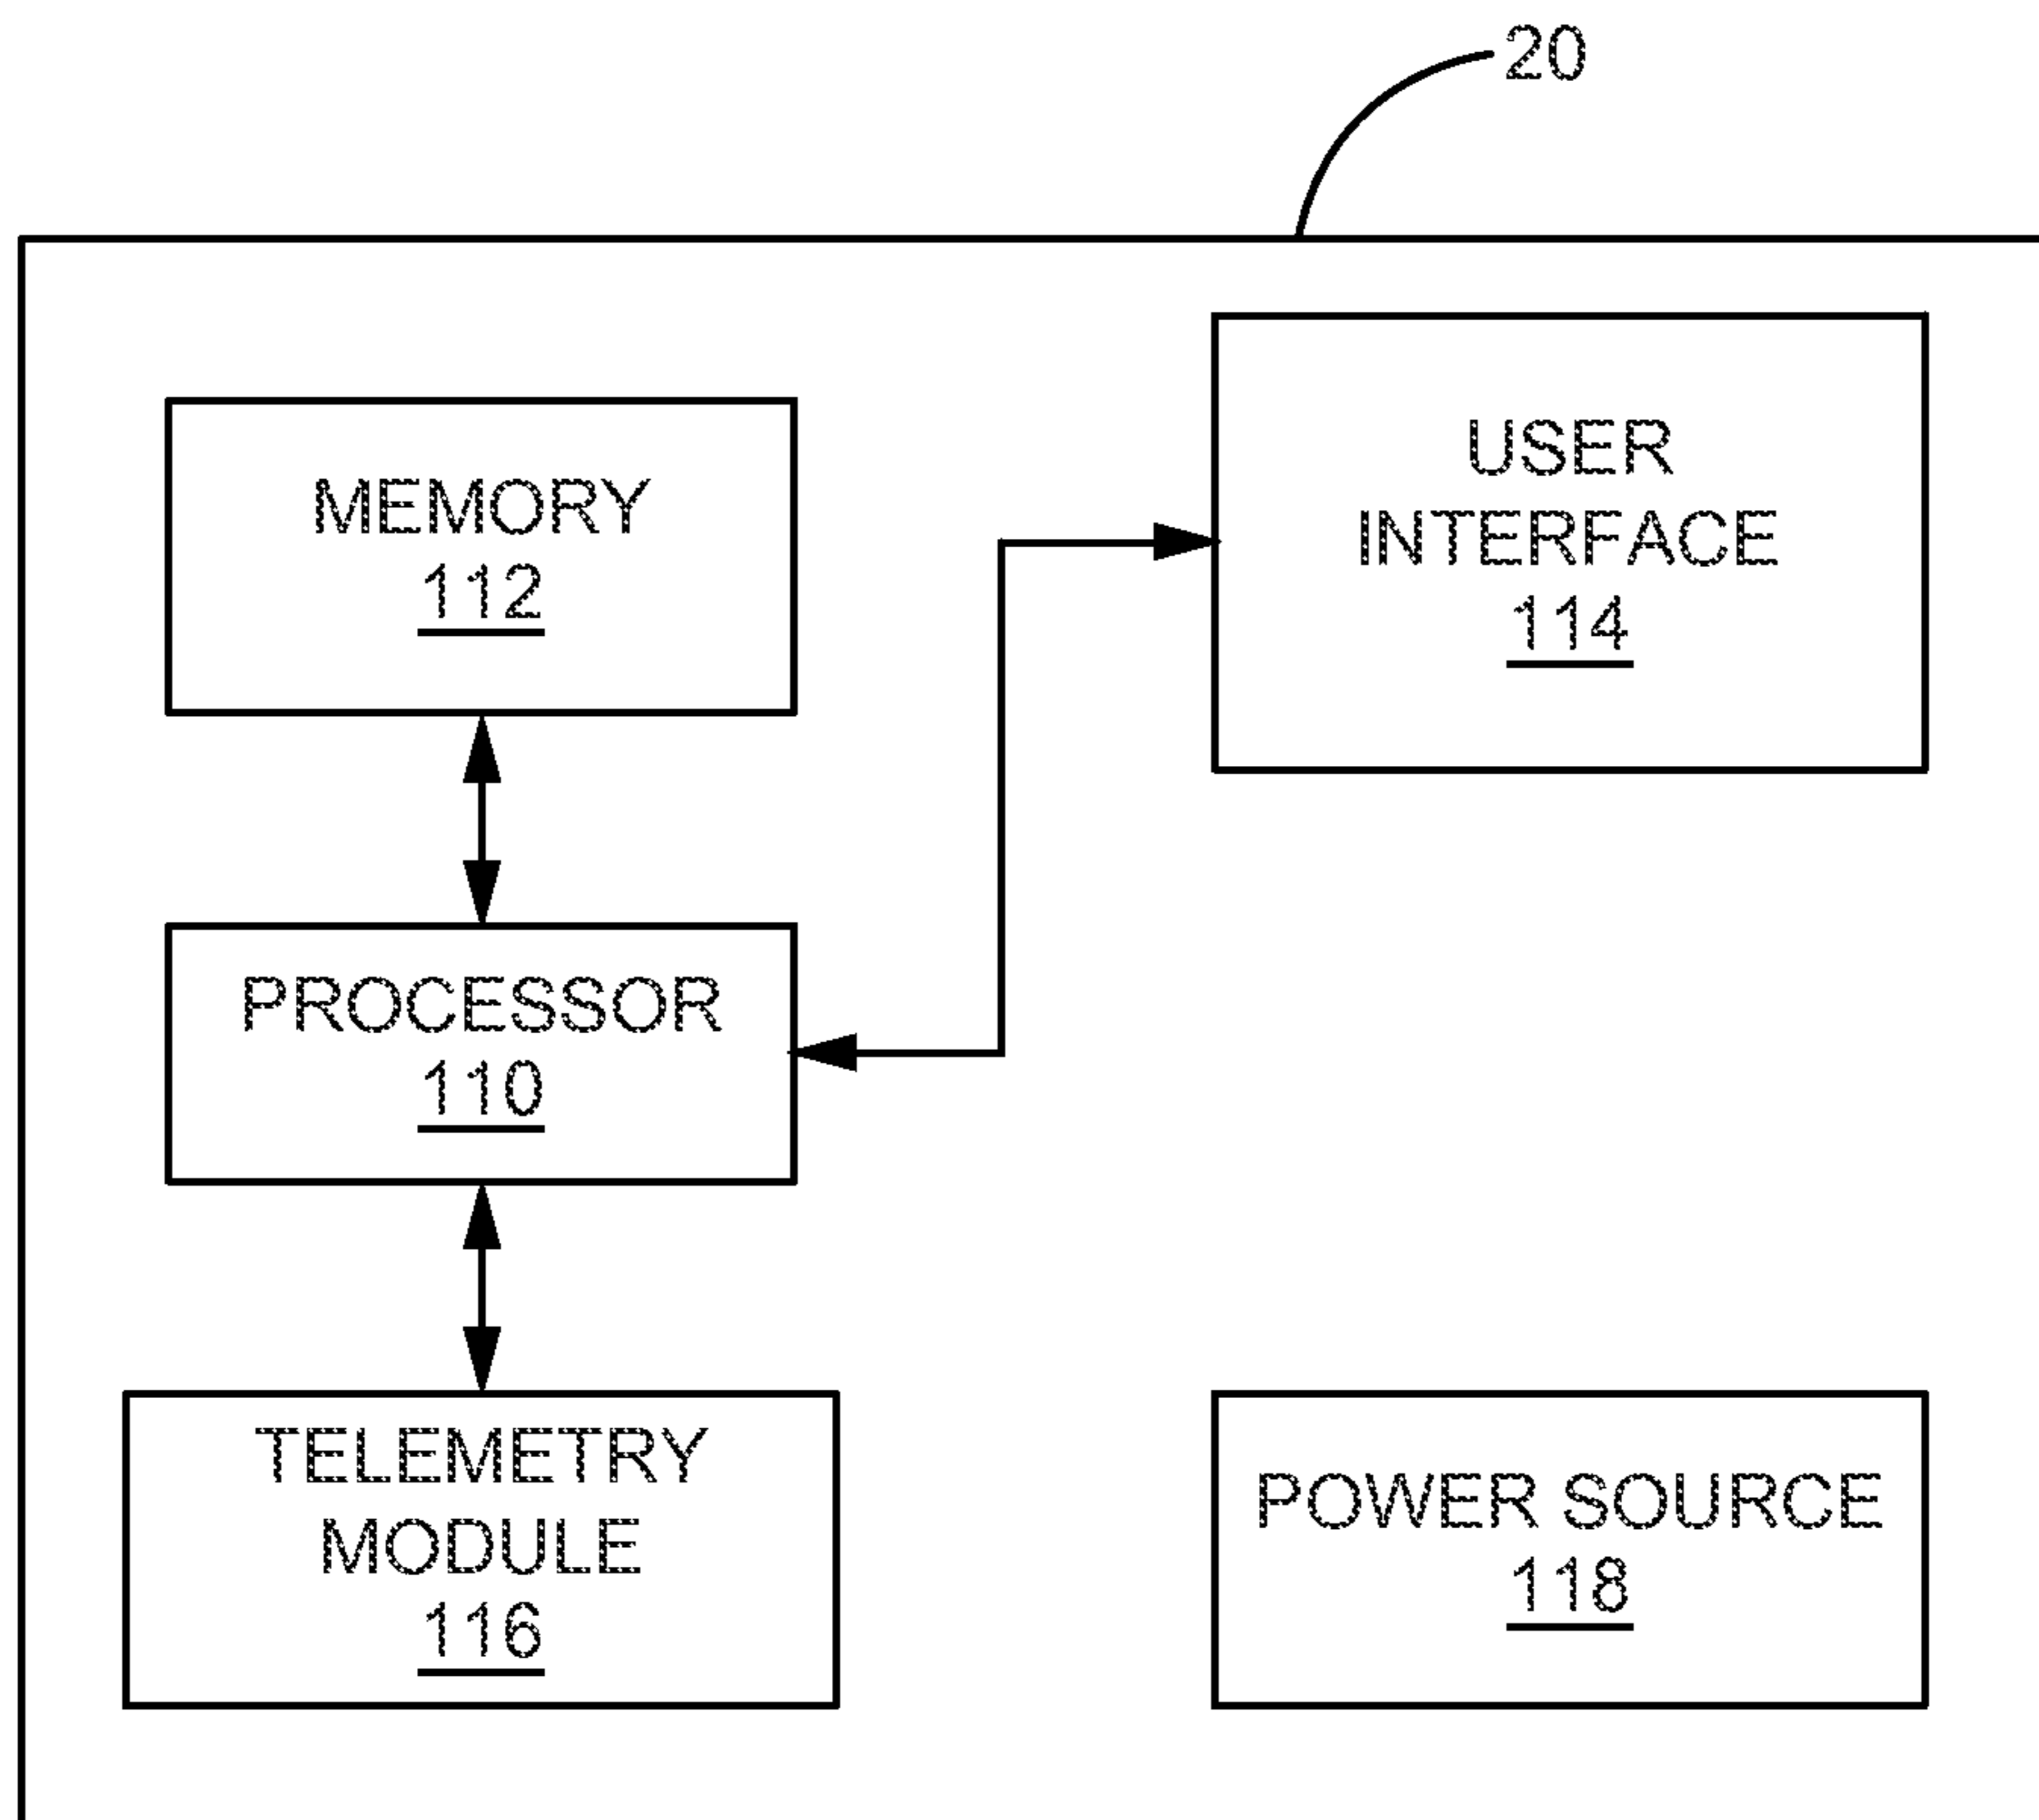 20
MEMORY
112
USER
INTERFACE
114
PROCESSOR
110
TELEMETRY
MODULE
116
POWER SOURCE
118